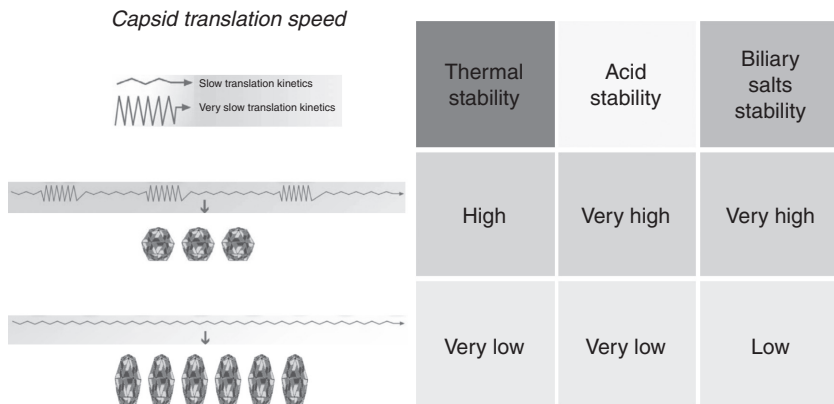 Capsid translation speed
Slow translation kinetics
Very slow translation kinetics
Thermal
stability
Acid
stability
Biliary
salts
stability
High
Very high
Very high
Very low
Very low
Low